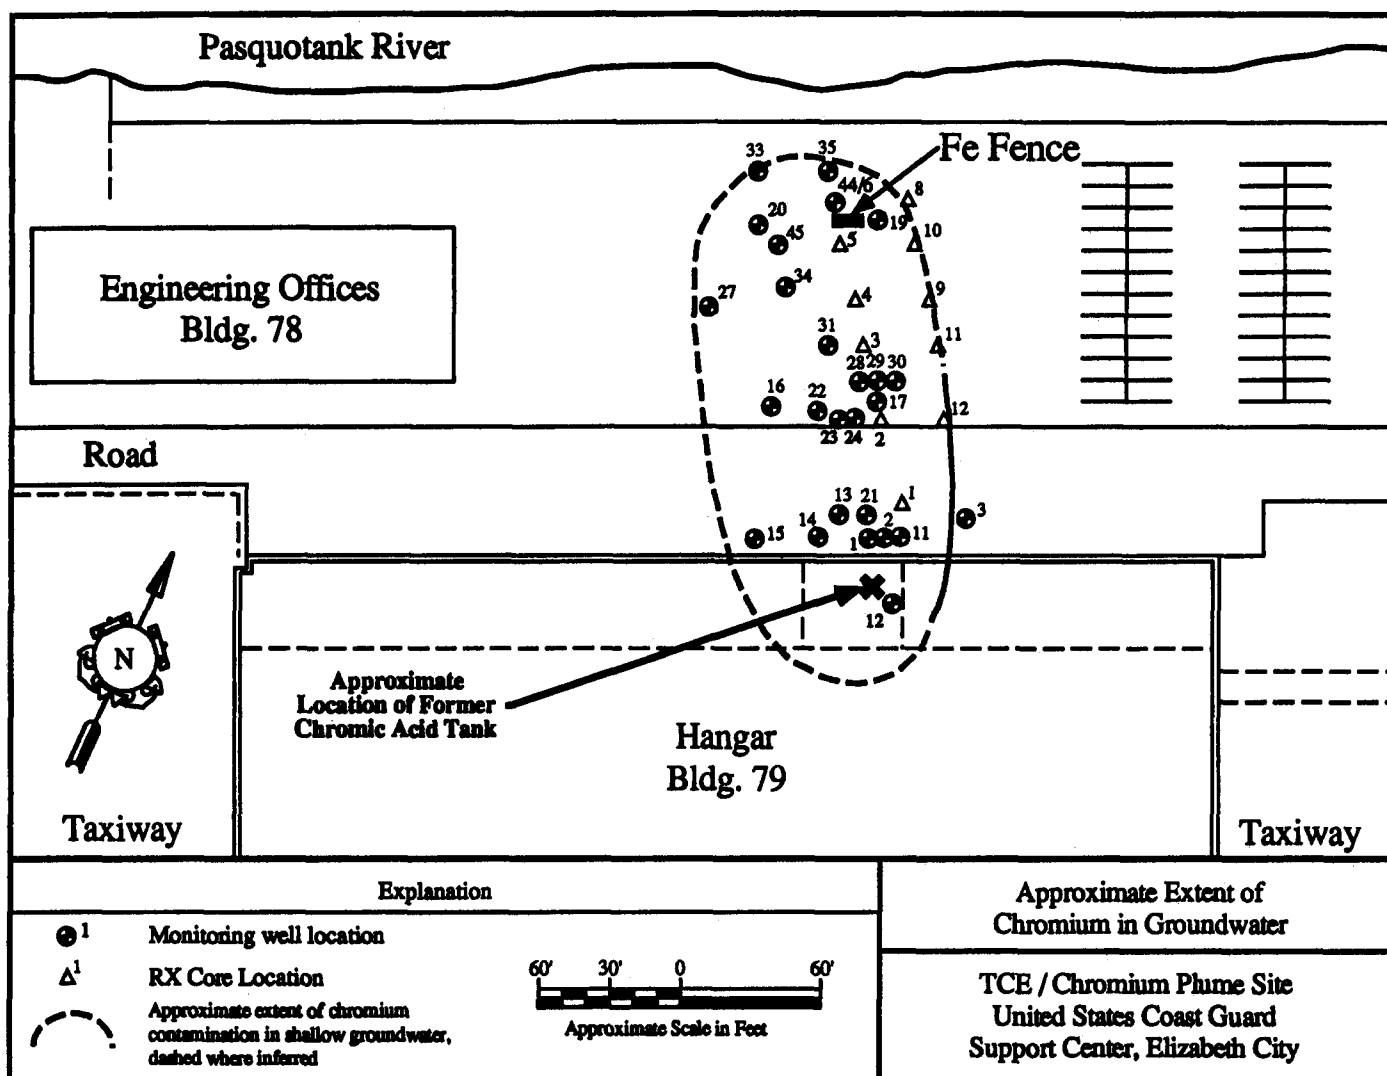 Pasquotank River
Fe Fence
33
35
44/6
8
20
19
45
5
10
34
27
4
9
31
3
11
28
29
30
16
22
17
12
23
24
2
Engineering Offices
Bldg. 78
Road
13
21
1
3
15
14
1
2
11
12
N
Approximate
Location of Former
Chromic Acid Tank
Hangar
Bldg. 79
Taxiway
Taxiway
Explanation
1
Monitoring well location
1
RX Core Location
Approximate extent of chromium
contamination in shallow groundwater,
dashed where inferred
60'
30'
0
60'
Approximate Scale in Feet
Approximate Extent of
Chromium in Groundwater
TCE / Chromium Plume Site
United States Coast Guard
Support Center, Elizabeth City